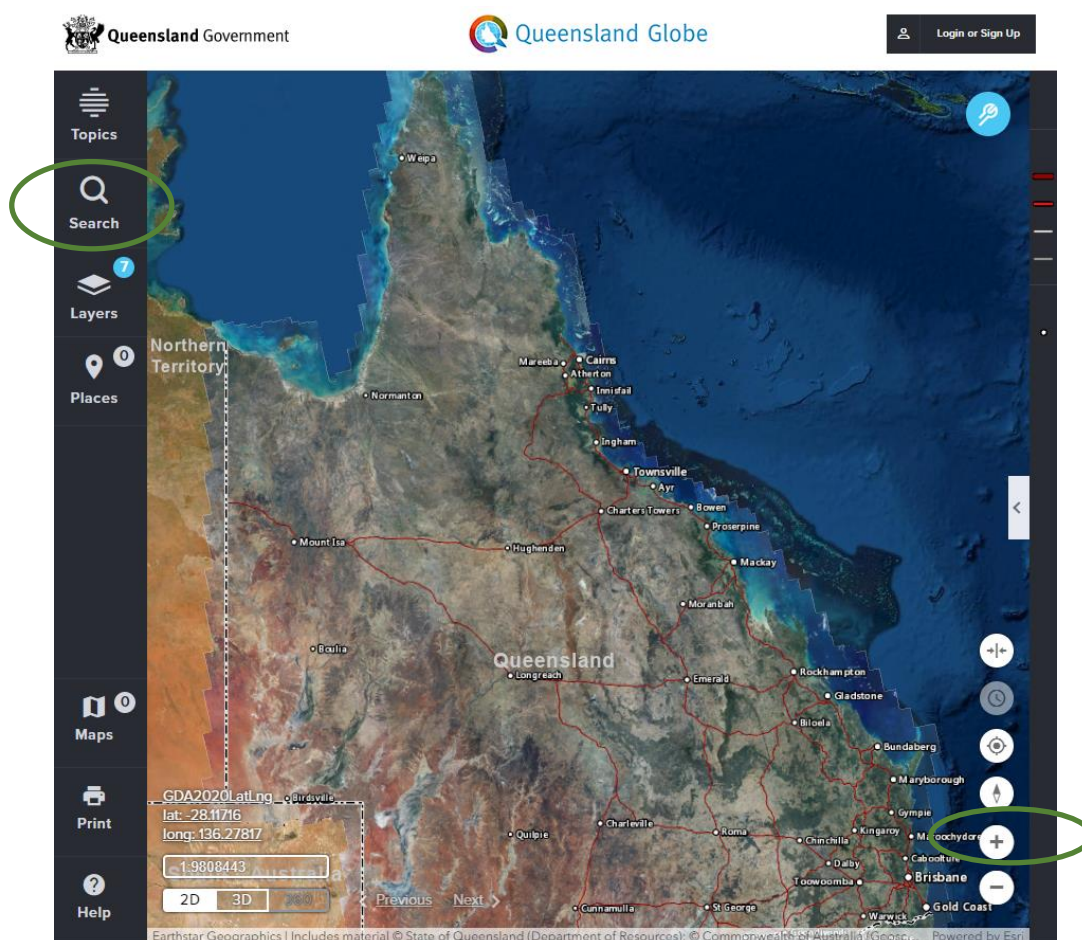 Queensland Government
Queensland Globe
Login or Sign Up
Topics
Search
7
Layers
0
Places
0
Maps
Print
?
Help
Weipa
Northern
Territory
Normanton
Mareeba
Cairns
Atherton
Innisfail
Tully
Ingham
Townsville
Ayr
Charters Towers
Bowen
Proserpine
Mount Isa
Hughenden
Mackay
Moranbah
Boulia
Queensland
Longreach
Emerald
Rockhampton
Gladstone
Biloela
Bundaberg
Maryborough
Birdsville
Gympie
Quilpie
Charleville
Roma
Chinchilla
Kingaroy
Maroochydore
Dalby
Caboolture
Toowoomba
Brisbane
Cunnamulla
St George
Warwick
Gold Coast
GDA2020LatLng
lat: -28.11716
long: 136.27817
1:9808443
2D 3D
Previous Next
Earthstar Geographics | Includes material © State of Queensland (Department of Resources); © Commonwealth of Australia (Geosc... Powered by Esri